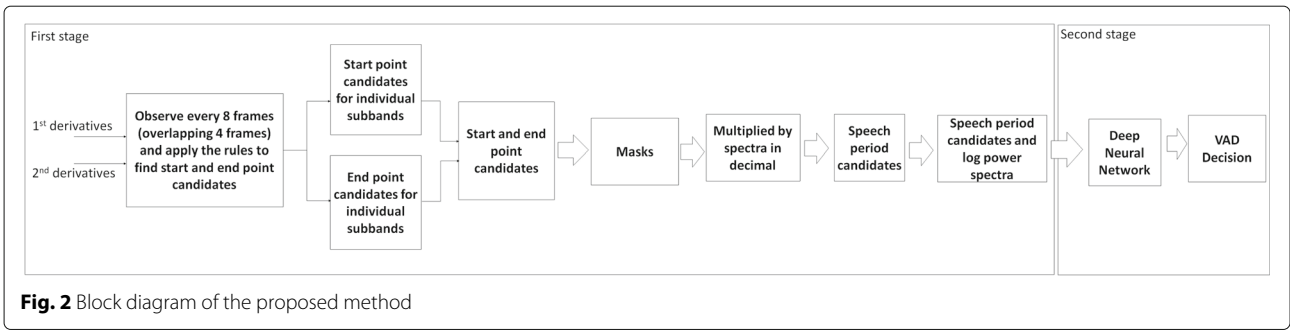 First stage
Second stage
1st derivatives
2nd derivatives
Observe every 8 frames
(overlapping 4 frames)
and apply the rules to
find start and end point
candidates
Start point
candidates
for individual
subbands
End point
candidates for
individual
subbands
Start and end
point
candidates
Masks
Multiplied by
spectra in
decimal
Speech
period
candidates
Speech period
candidates and
log power
spectra
Deep
Neural
Network
VAD
Decision
Fig. 2 Block diagram of the proposed method